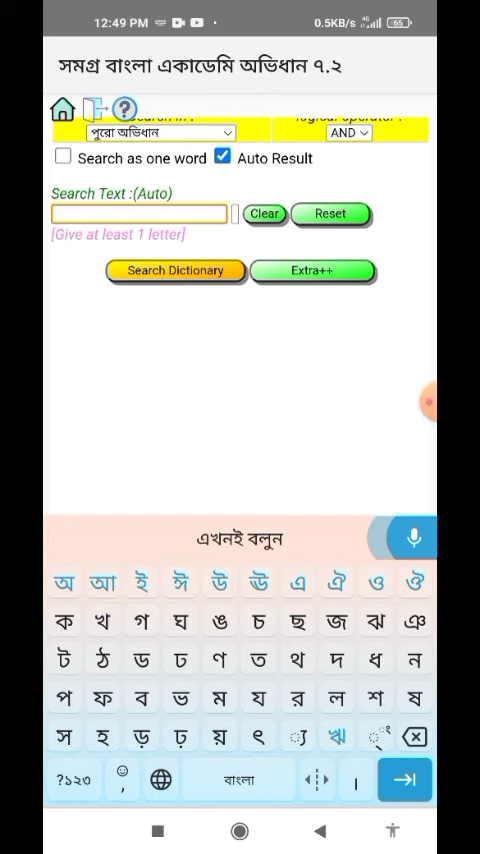 12:49 PM 0.5KB/s 4G 65
সমগ্র বাংলা একাডেমি অভিধান ৭.২
?
পুরো অভিধান AND
Search as one word Auto Result
Search Text :(Auto)
Clear Reset
[Give at least 1 letter]
Search Dictionary Extra++
এখনই বলুন
অ আ ই ঈ উ ঊ এ ঐ ও ঔ
ক খ গ ঘ ঙ চ ছ জ ঝ ঞ
ট ঠ ড ঢ ণ ত থ দ ধ ন
প ফ ব ভ ম য র ল শ ষ
স হ ড় ঢ় য় ৎ ্য ঋ ঁ
?১২৩ , বাংলা ।